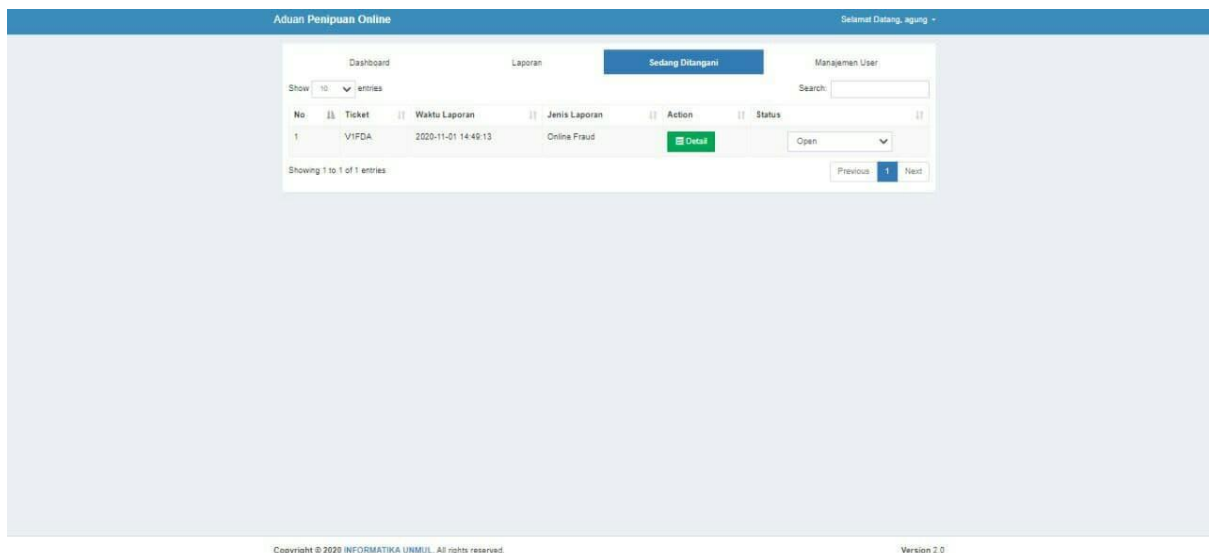 Aduan Penipuan Online Selamat Datang, agung
Dashboard Laporan Sedang Ditangani Manajemen User
Show 10 entries Search:
No Ticket Waktu Laporan Jenis Laporan Action Status
1 V1FDA 2020-11-01 14:49:13 Online Fraud Detail Open
Showing 1 to 1 of 1 entries Previous 1 Next
Copyright © 2020 INFORMATIKA UNMUL. All rights reserved. Version 2.0